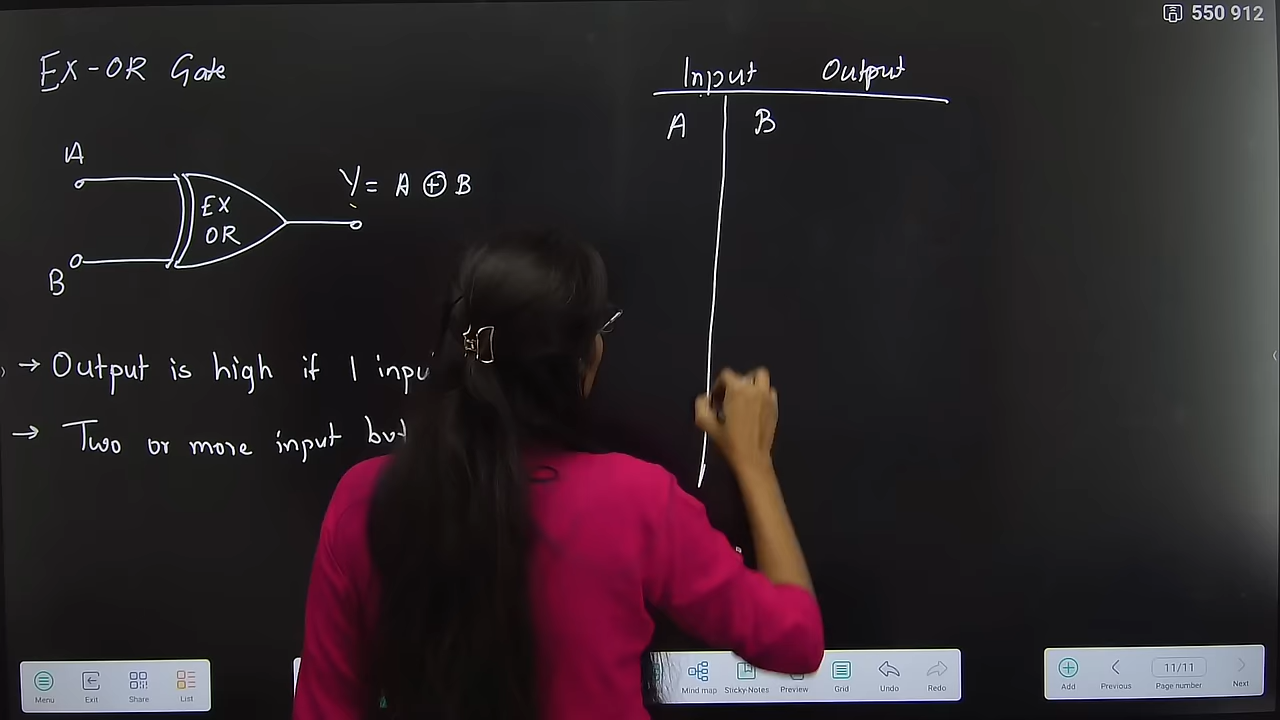 550 912
EX-OR Gate
Input Output
A B
A
Y = A ⊕ B
EX
OR
B
→ Output is high if 1 inpu
→ Two or more input but
Menu Exit Share List Mind map Sticky-Notes Preview Grid Undo Redo Add Previous 11/11 Page number Next